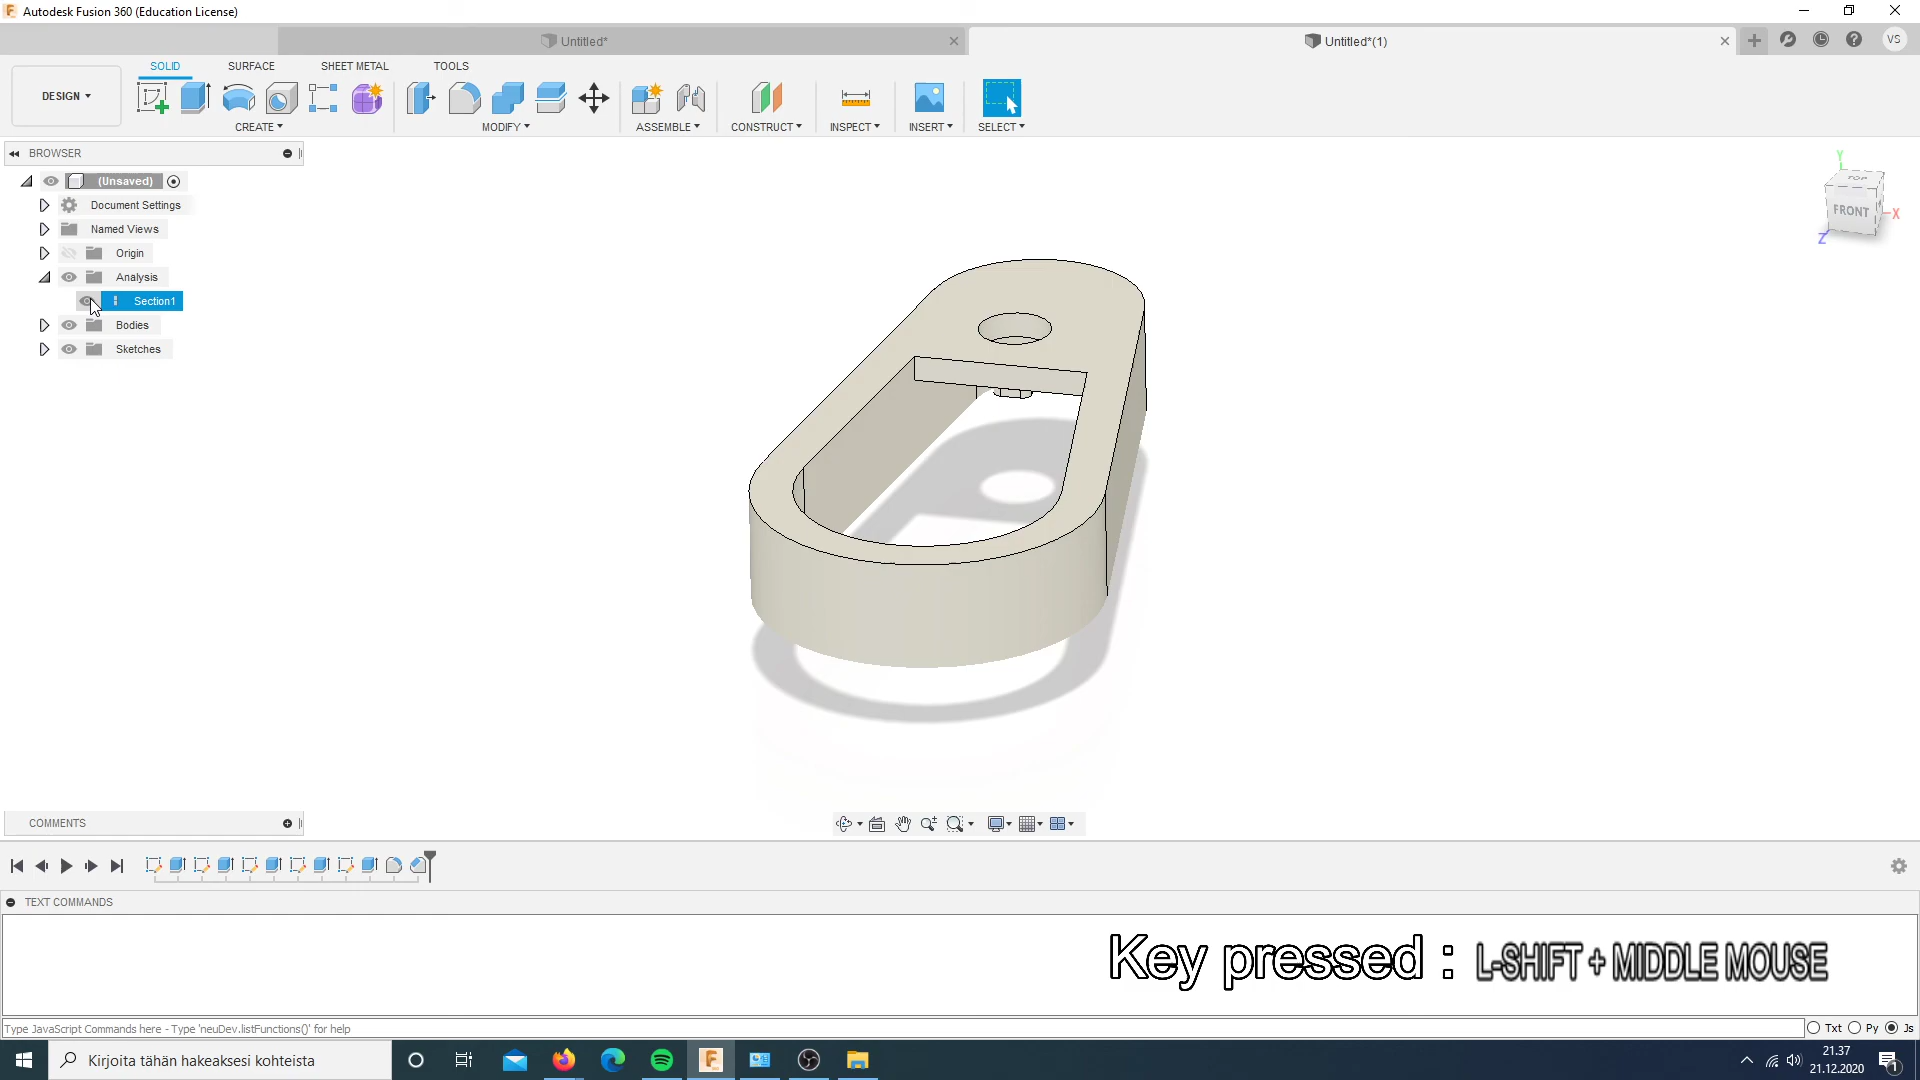 Autodesk Fusion 360 (Education License)
Untitled*
Untitled*(1)
VS
DESIGN
SOLID
SURFACE
SHEET METAL
TOOLS
CREATE
MODIFY
ASSEMBLE
CONSTRUCT
INSPECT
INSERT
SELECT
BROWSER
(Unsaved)
Document Settings
Named Views
Origin
Analysis
Section1
Bodies
Sketches
Y
TOP
FRONT
X
Z
COMMENTS
TEXT COMMANDS
Key pressed : L-SHIFT + MIDDLE MOUSE
Type JavaScript Commands here - Type 'neuDev.listFunctions()' for help
Txt
Py
Js
Kirjoita tähän hakeaksesi kohteista
21.37
21.12.2020
1